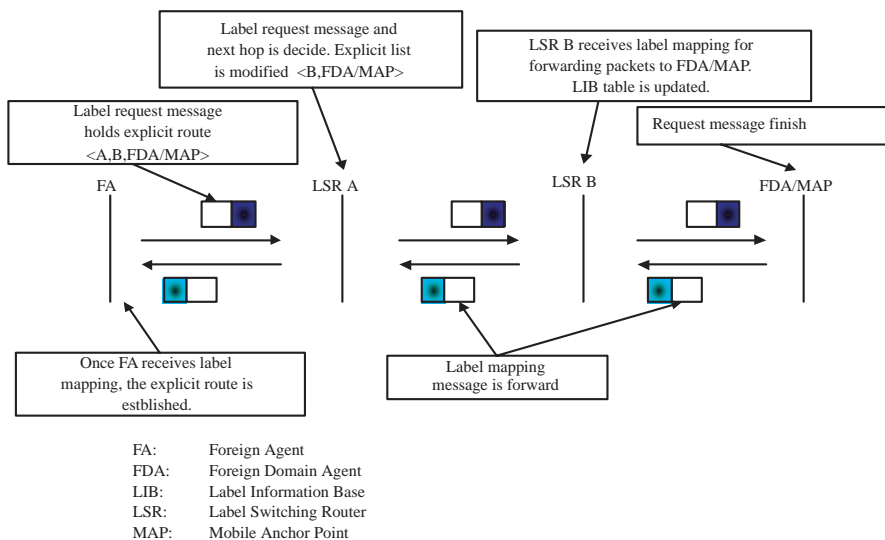 Label request message and
next hop is decide. Explicit list
is modified <B,FDA/MAP>
LSR B receives label mapping for
forwarding packets to FDA/MAP.
LIB table is updated.
Label request message
holds explicit route
<A,B,FDA/MAP>
Request message finish
FA
LSR A
LSR B
FDA/MAP
Once FA receives label
mapping, the explicit route is
estblished.
Label mapping
message is forward
FA: Foreign Agent
FDA: Foreign Domain Agent
LIB: Label Information Base
LSR: Label Switching Router
MAP: Mobile Anchor Point